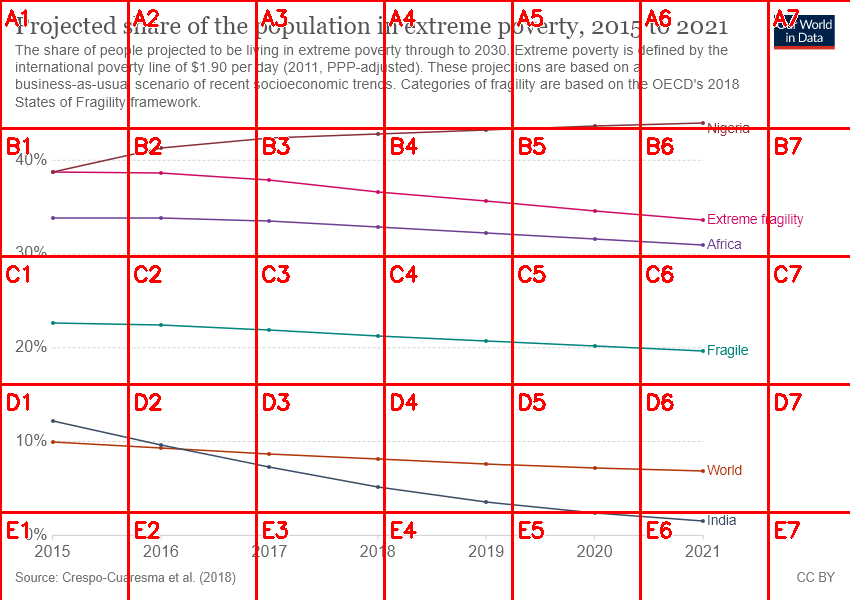 Projected share of the population in extreme poverty, 2015 to 2021
Our World
in Data
The share of people projected to be living in extreme poverty through to 2030. Extreme poverty is defined by the
international poverty line of $1.90 per day (2011, PPP-adjusted). These projections are based on a
business-as-usual scenario of recent socioeconomic trends. Categories of fragility are based on the OECD's 2018
States of Fragility framework.
A1 A2 A3 A4 A5 A6 A7
Nigeria
B1 B2 B3 B4 B5 B6 B7
40%
Extreme fragility
Africa
30%
C1 C2 C3 C4 C5 C6 C7
20%
Fragile
D1 D2 D3 D4 D5 D6 D7
10%
World
India
E1 E2 E3 E4 E5 E6 E7
0%
2015 2016 2017 2018 2019 2020 2021
Source: Crespo-Cuaresma et al. (2018)
CC BY